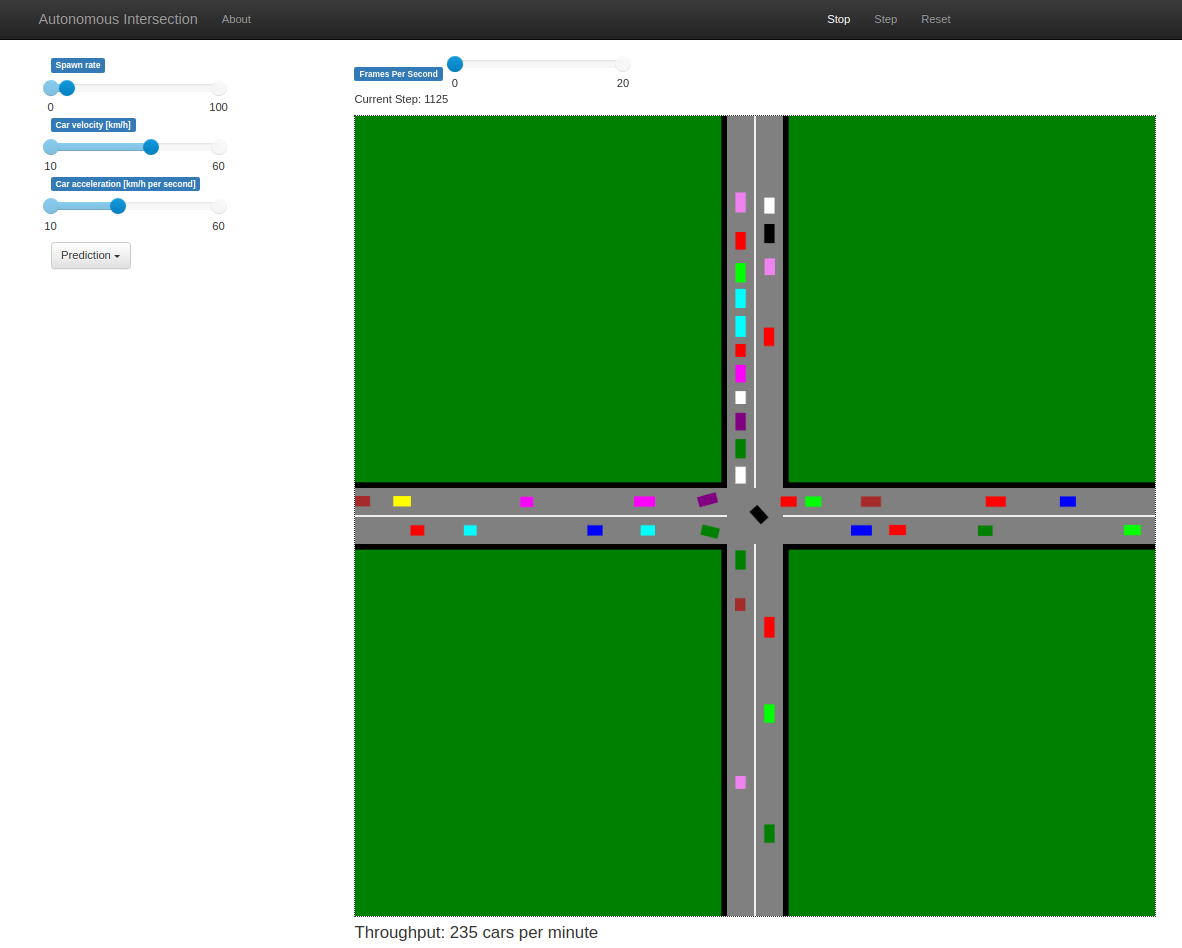 Autonomous Intersection About Stop Step Reset
Spawn rate
0 100
Car velocity [km/h]
10 60
Car acceleration [km/h per second]
10 60
Prediction
Frames Per Second
0 20
Current Step: 1125
Throughput: 235 cars per minute